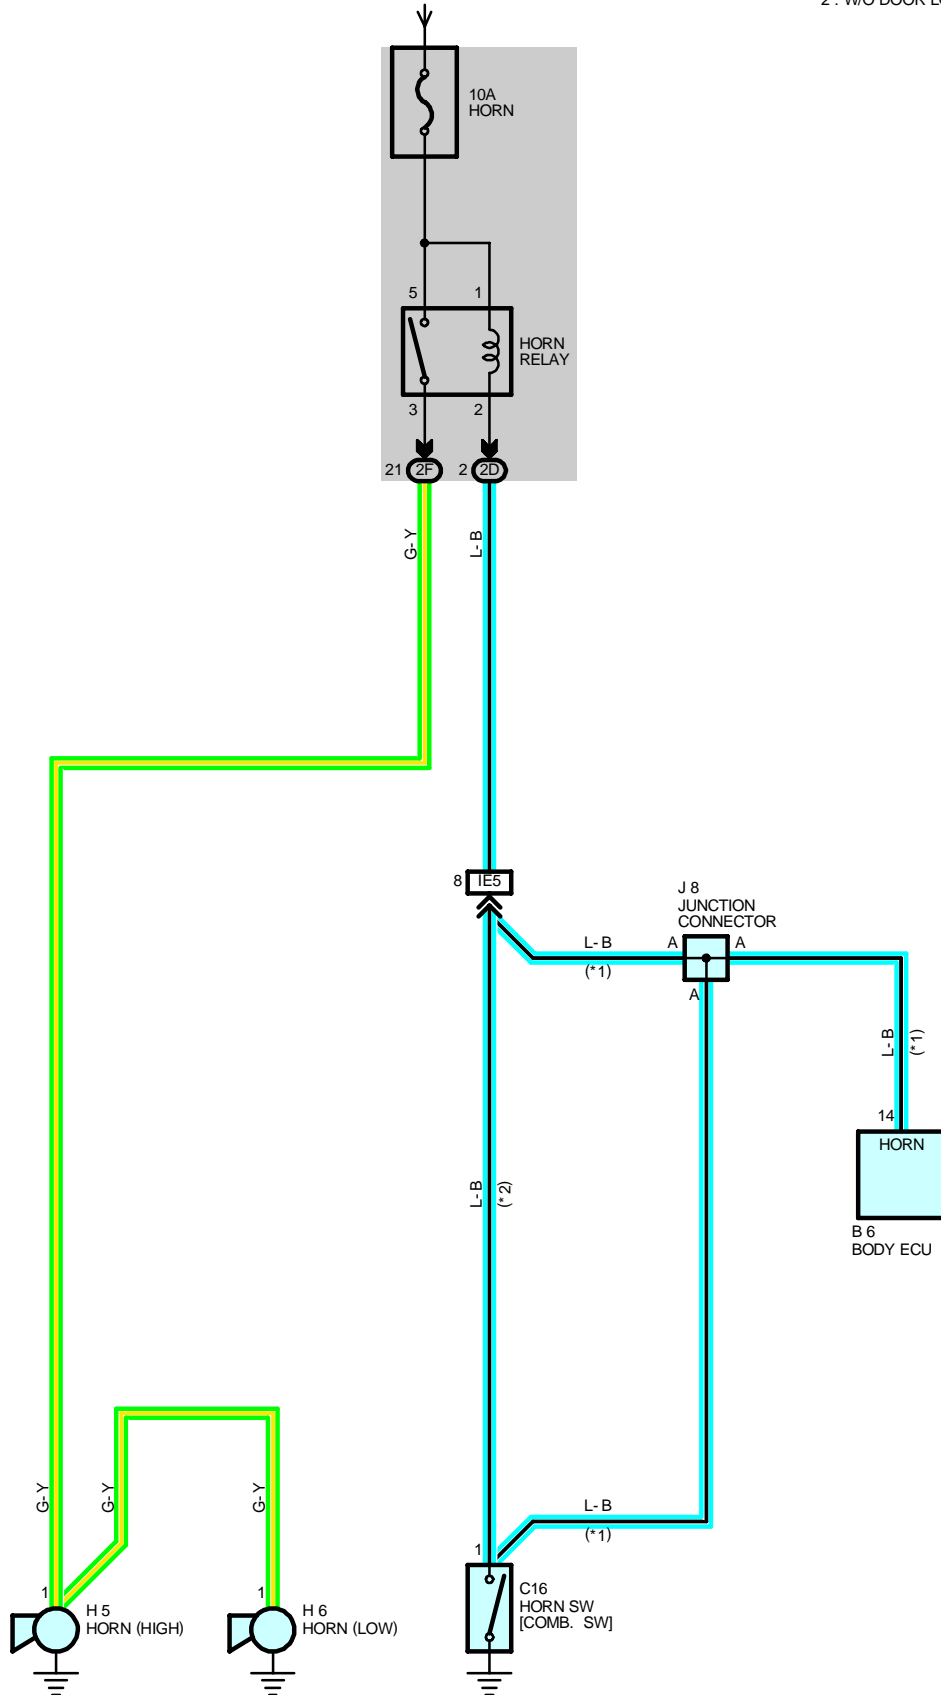 2 : W/O DOOR
10A
HORN
5
1
HORN
RELAY
3
2
21
2F
2
2D
G-Y
L-B
8
IE5
J 8
JUNCTION
CONNECTOR
L-B
(*1)
A
A
A
L-B
(*1)
14
HORN
B 6
BODY ECU
L-B
(*2)
G-Y
G-Y
G-Y
L-B
(*1)
1
1
1
H 5
HORN (HIGH)
H 6
HORN (LOW)
C16
HORN SW
[COMB. SW]